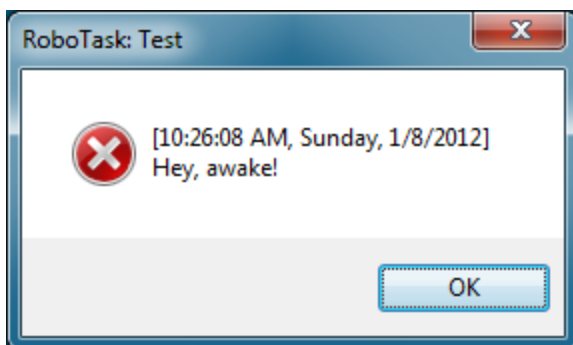 RoboTask: Test
[10:26:08 AM, Sunday, 1/8/2012]
Hey, awake!
OK